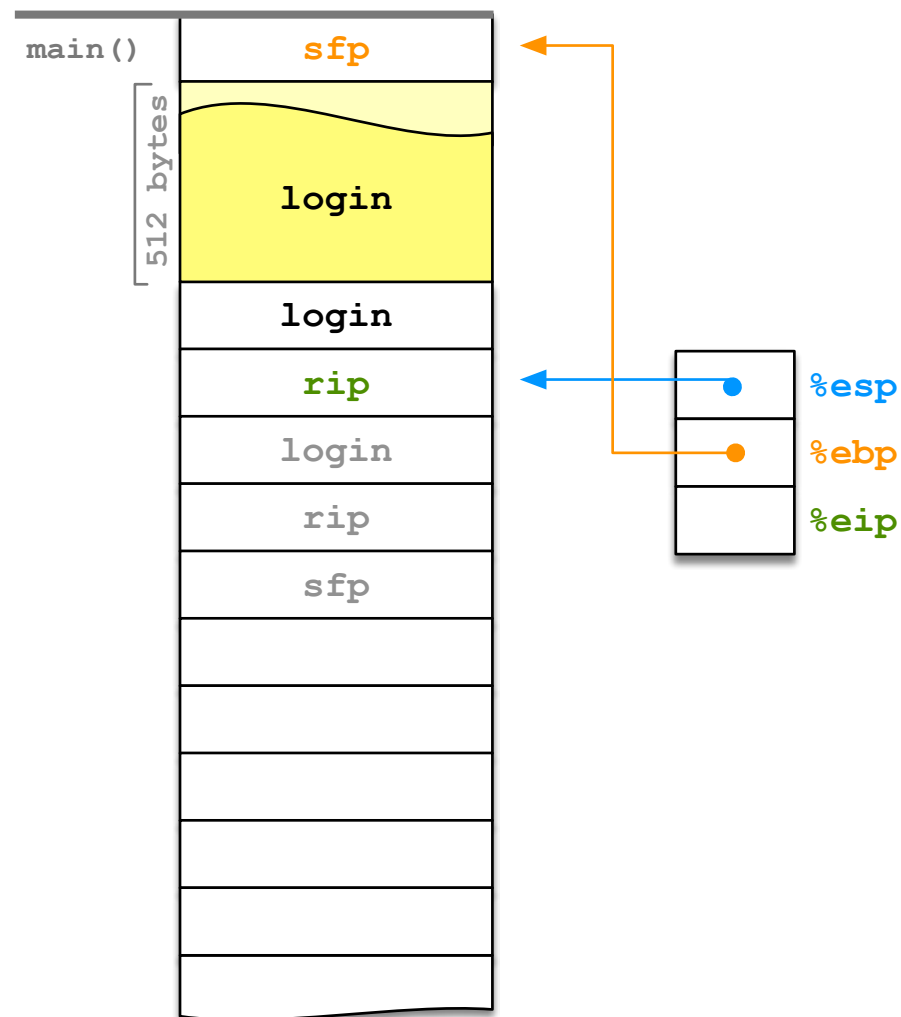 main()
sfp
512 bytes
login
login
rip
%esp
login
%ebp
rip
%eip
sfp